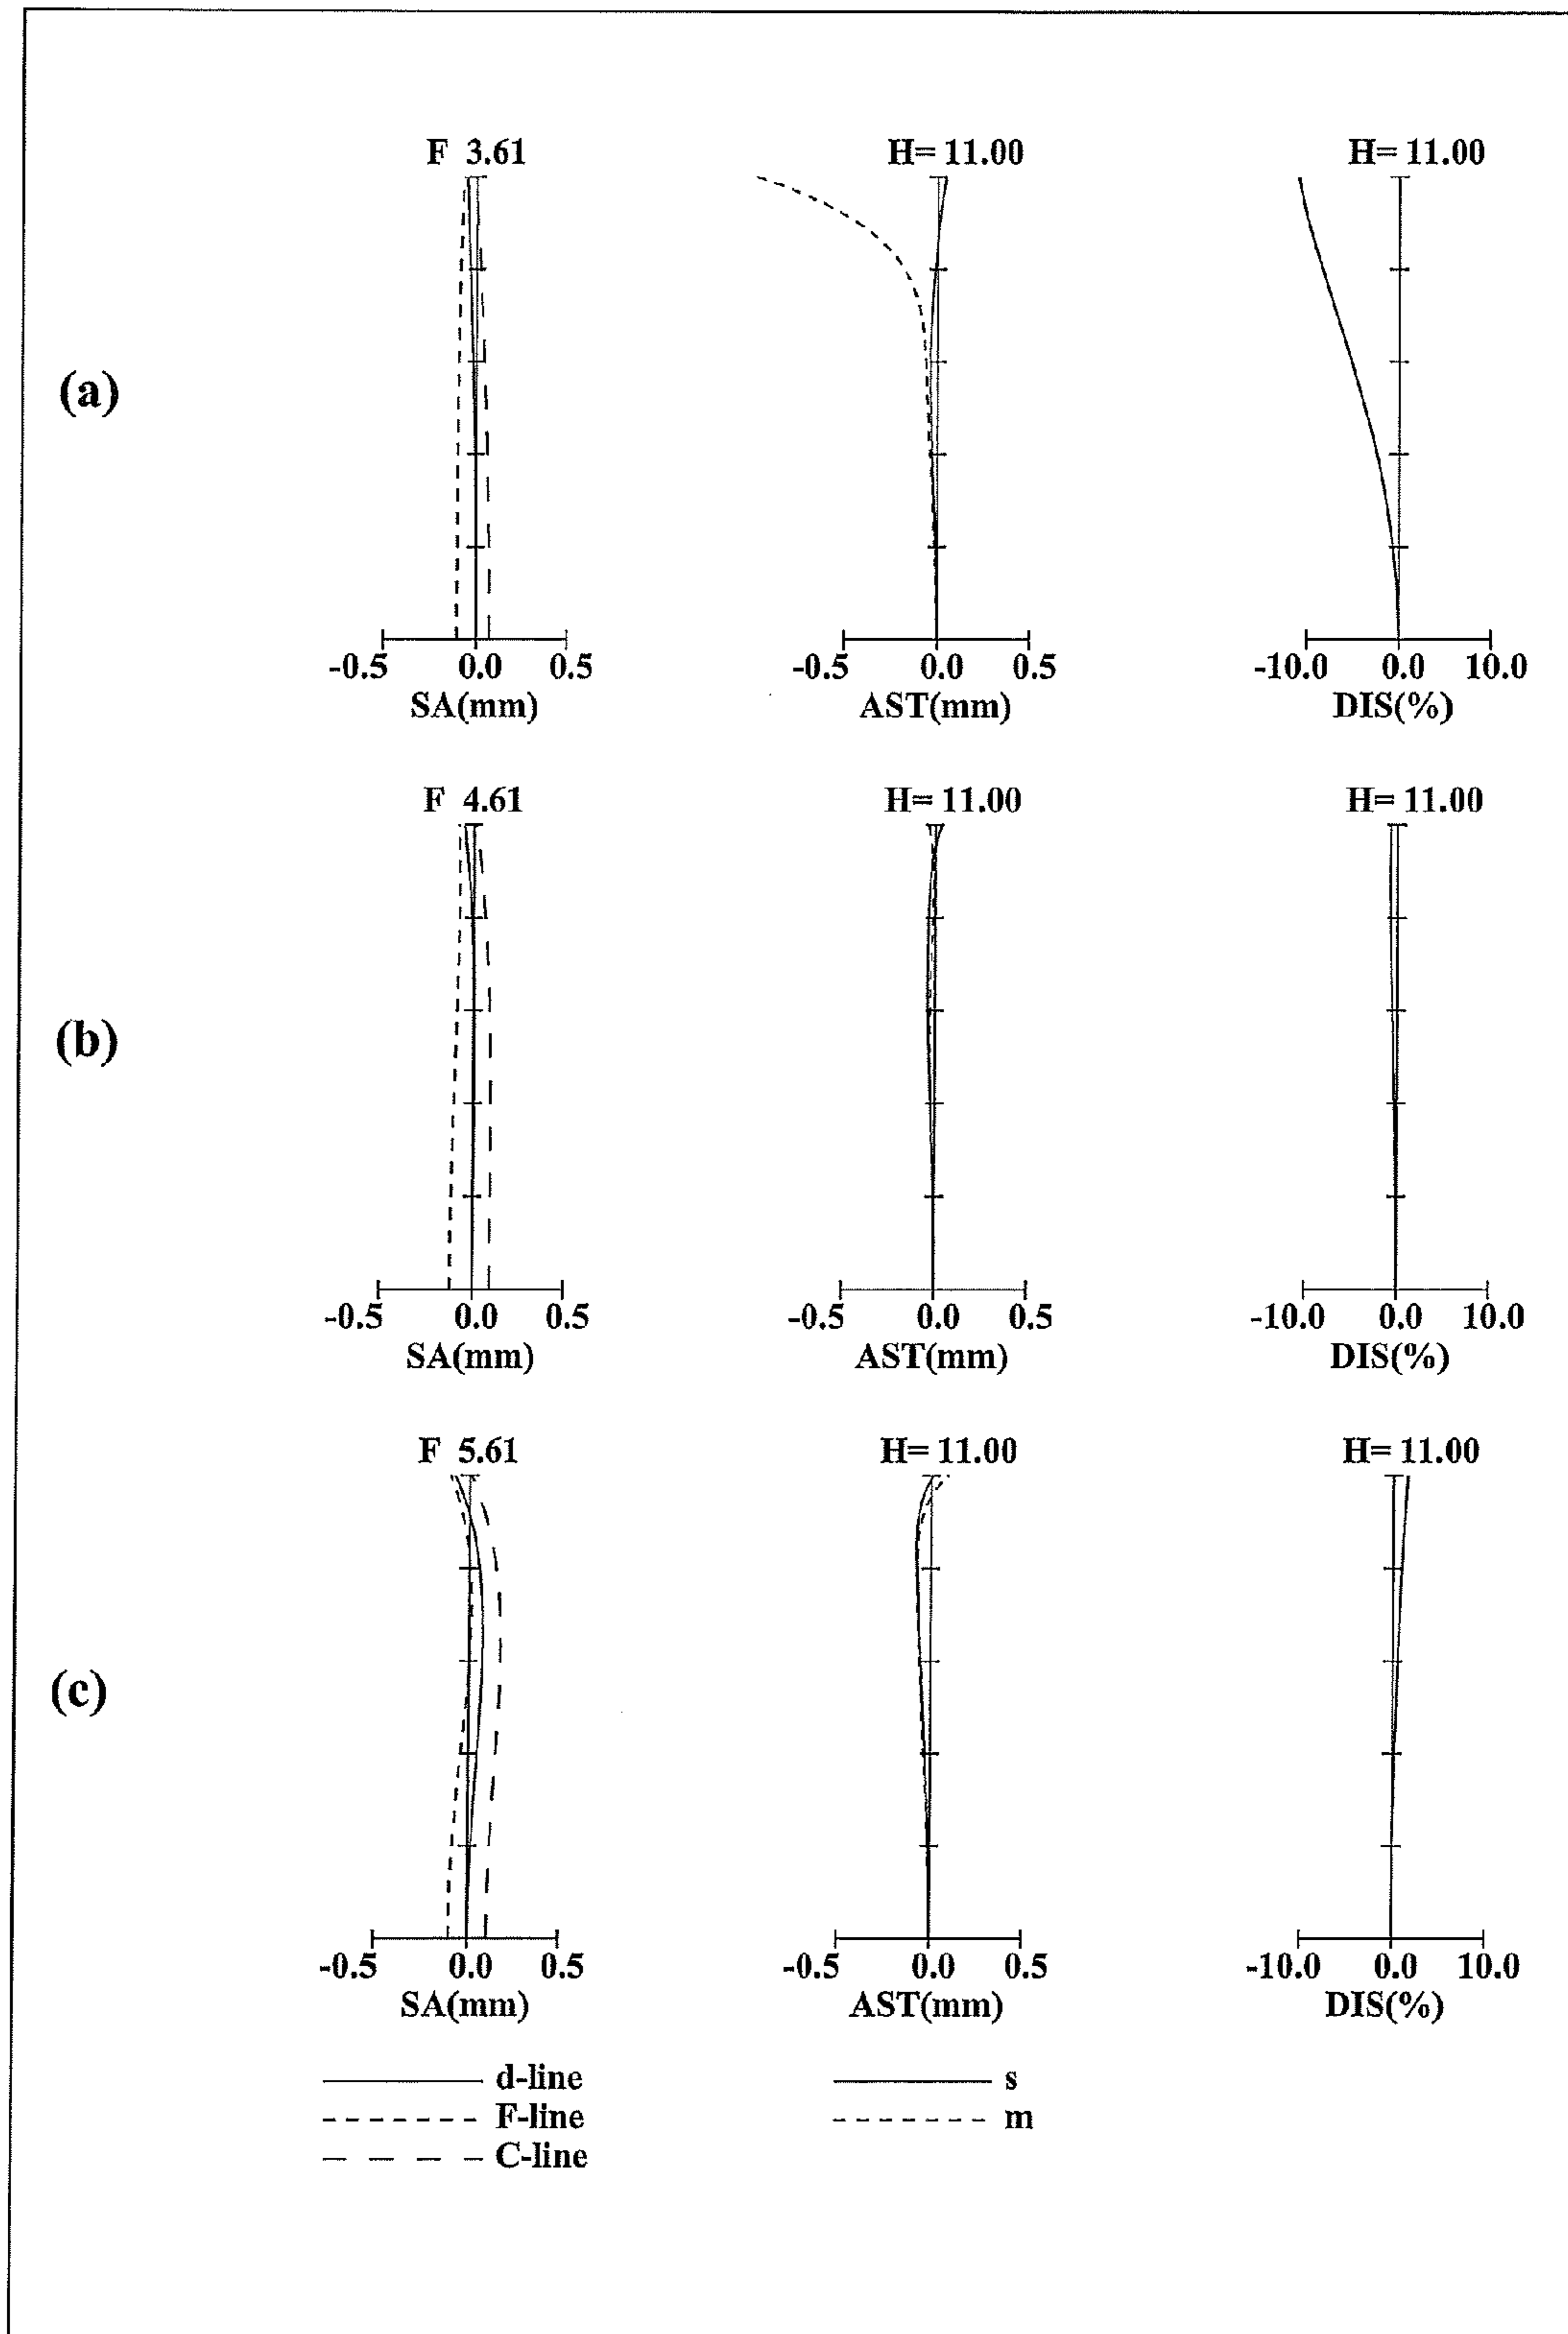 F 3.61 H= 11.00 H= 11.00
(a)
-0.5 0.0 0.5 -0.5 0.0 0.5 -10.0 0.0 10.0
SA(mm) AST(mm) DIS(%)
F 4.61 H= 11.00 H= 11.00
(b)
-0.5 0.0 0.5 -0.5 0.0 0.5 -10.0 0.0 10.0
SA(mm) AST(mm) DIS(%)
F 5.61 H= 11.00 H= 11.00
(c)
-0.5 0.0 0.5 -0.5 0.0 0.5 -10.0 0.0 10.0
SA(mm) AST(mm) DIS(%)
d-line s
F-line m
C-line